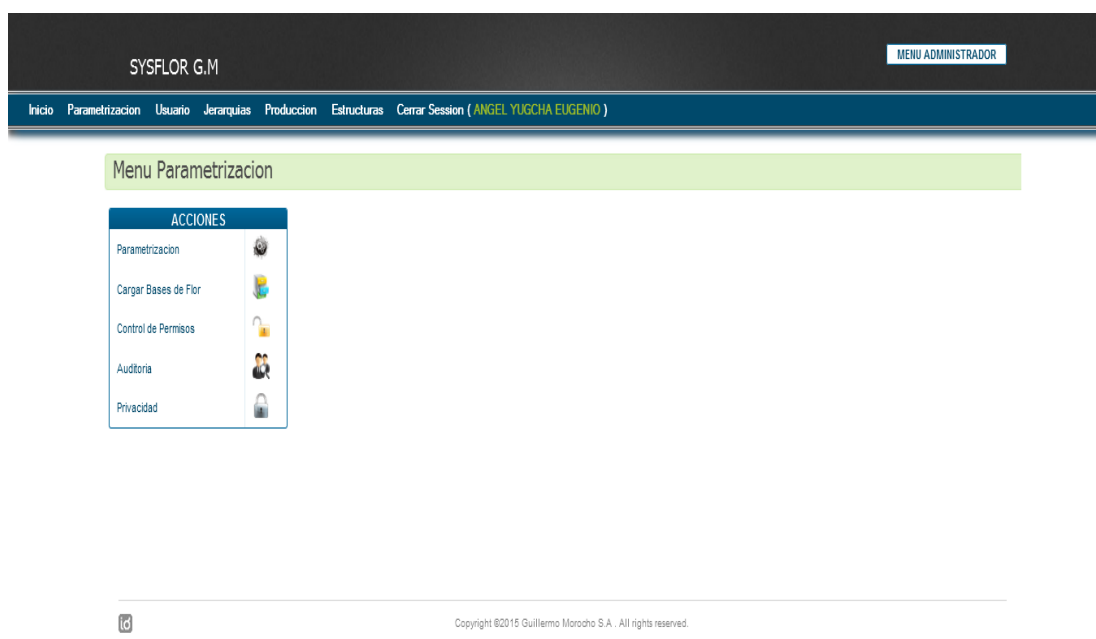 SYSFLOR G.M
MENU ADMINISTRADOR
Inicio Parametrizacion Usuario Jerarquias Produccion Estructuras Cerrar Session ( ANGEL YUGCHA EUGENIO )
Menu Parametrizacion
ACCIONES
Parametrizacion
Cargar Bases de Flor
Control de Permisos
Auditoria
Privacidad
id
Copyright ©2015 Guillermo Morocho S.A . All rights reserved.